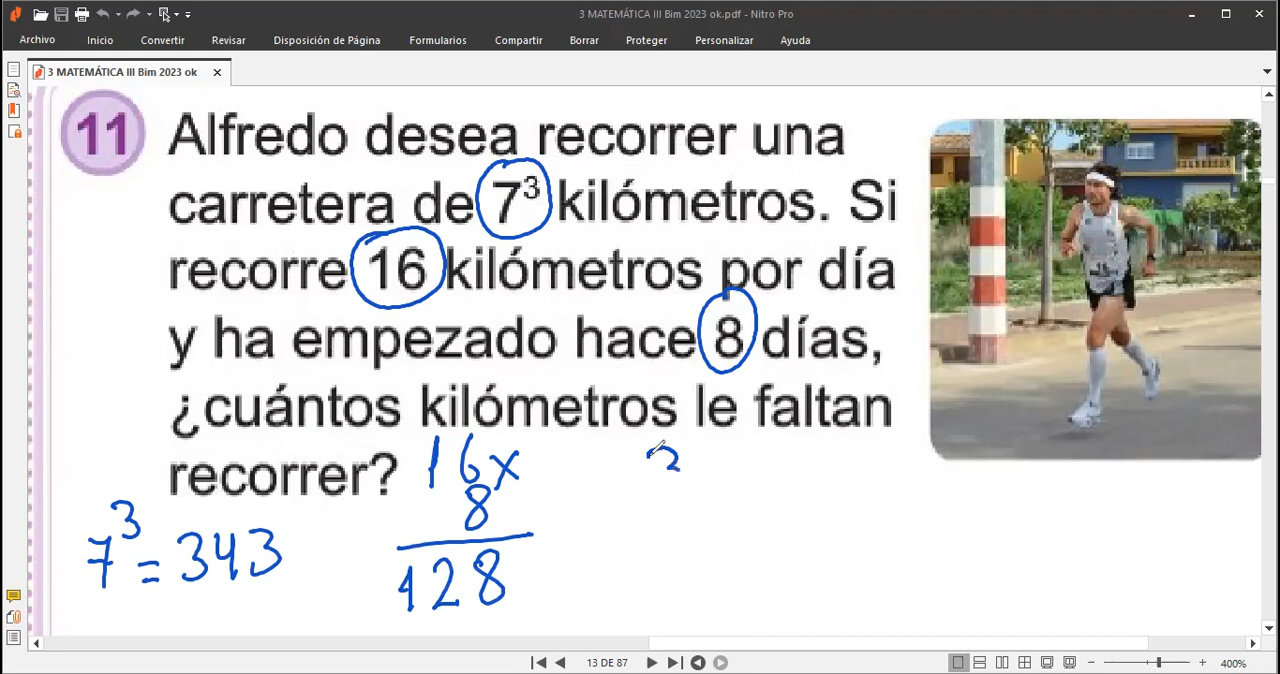 3 MATEMÁTICA III Bim 2023 ok.pdf - Nitro Pro
Archivo Inicio Convertir Revisar Disposición de Página Formularios Compartir Borrar Proteger Personalizar Ayuda
3 MATEMÁTICA III Bim 2023 ok
11 Alfredo desea recorrer una
carretera de 7³ kilómetros. Si
recorre 16 kilómetros por día
y ha empezado hace 8 días,
¿cuántos kilómetros le faltan
recorrer?
16x
8
128
7³ = 343
13 DE 87
400%